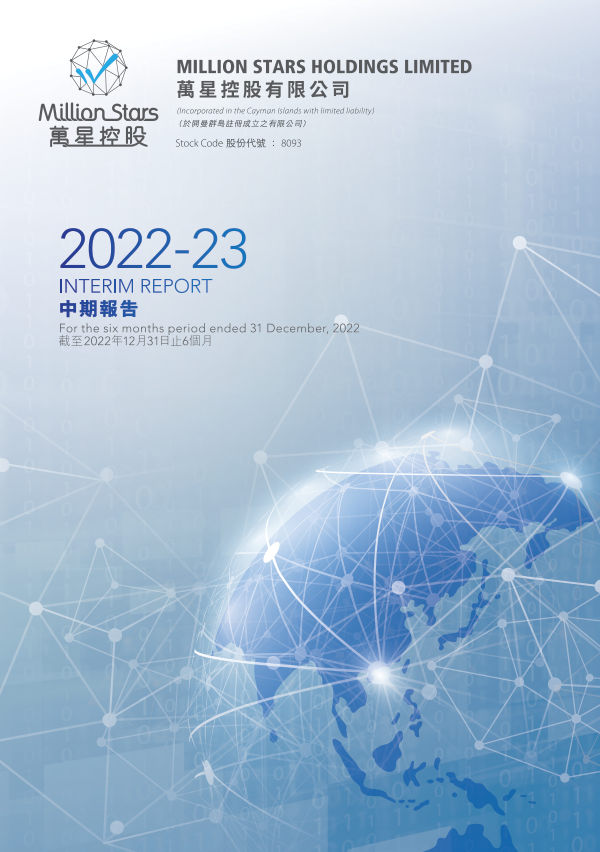 Million Stars
萬星控股
MILLION STARS HOLDINGS LIMITED
萬星控股有限公司
(Incorporated in the Cayman Islands with limited liability)
（於開曼群島註冊成立之有限公司）
Stock Code 股份代號 ： 8093
2022-23
INTERIM REPORT
中期報告
For the six months period ended 31 December, 2022
截至2022年12月31日止6個月